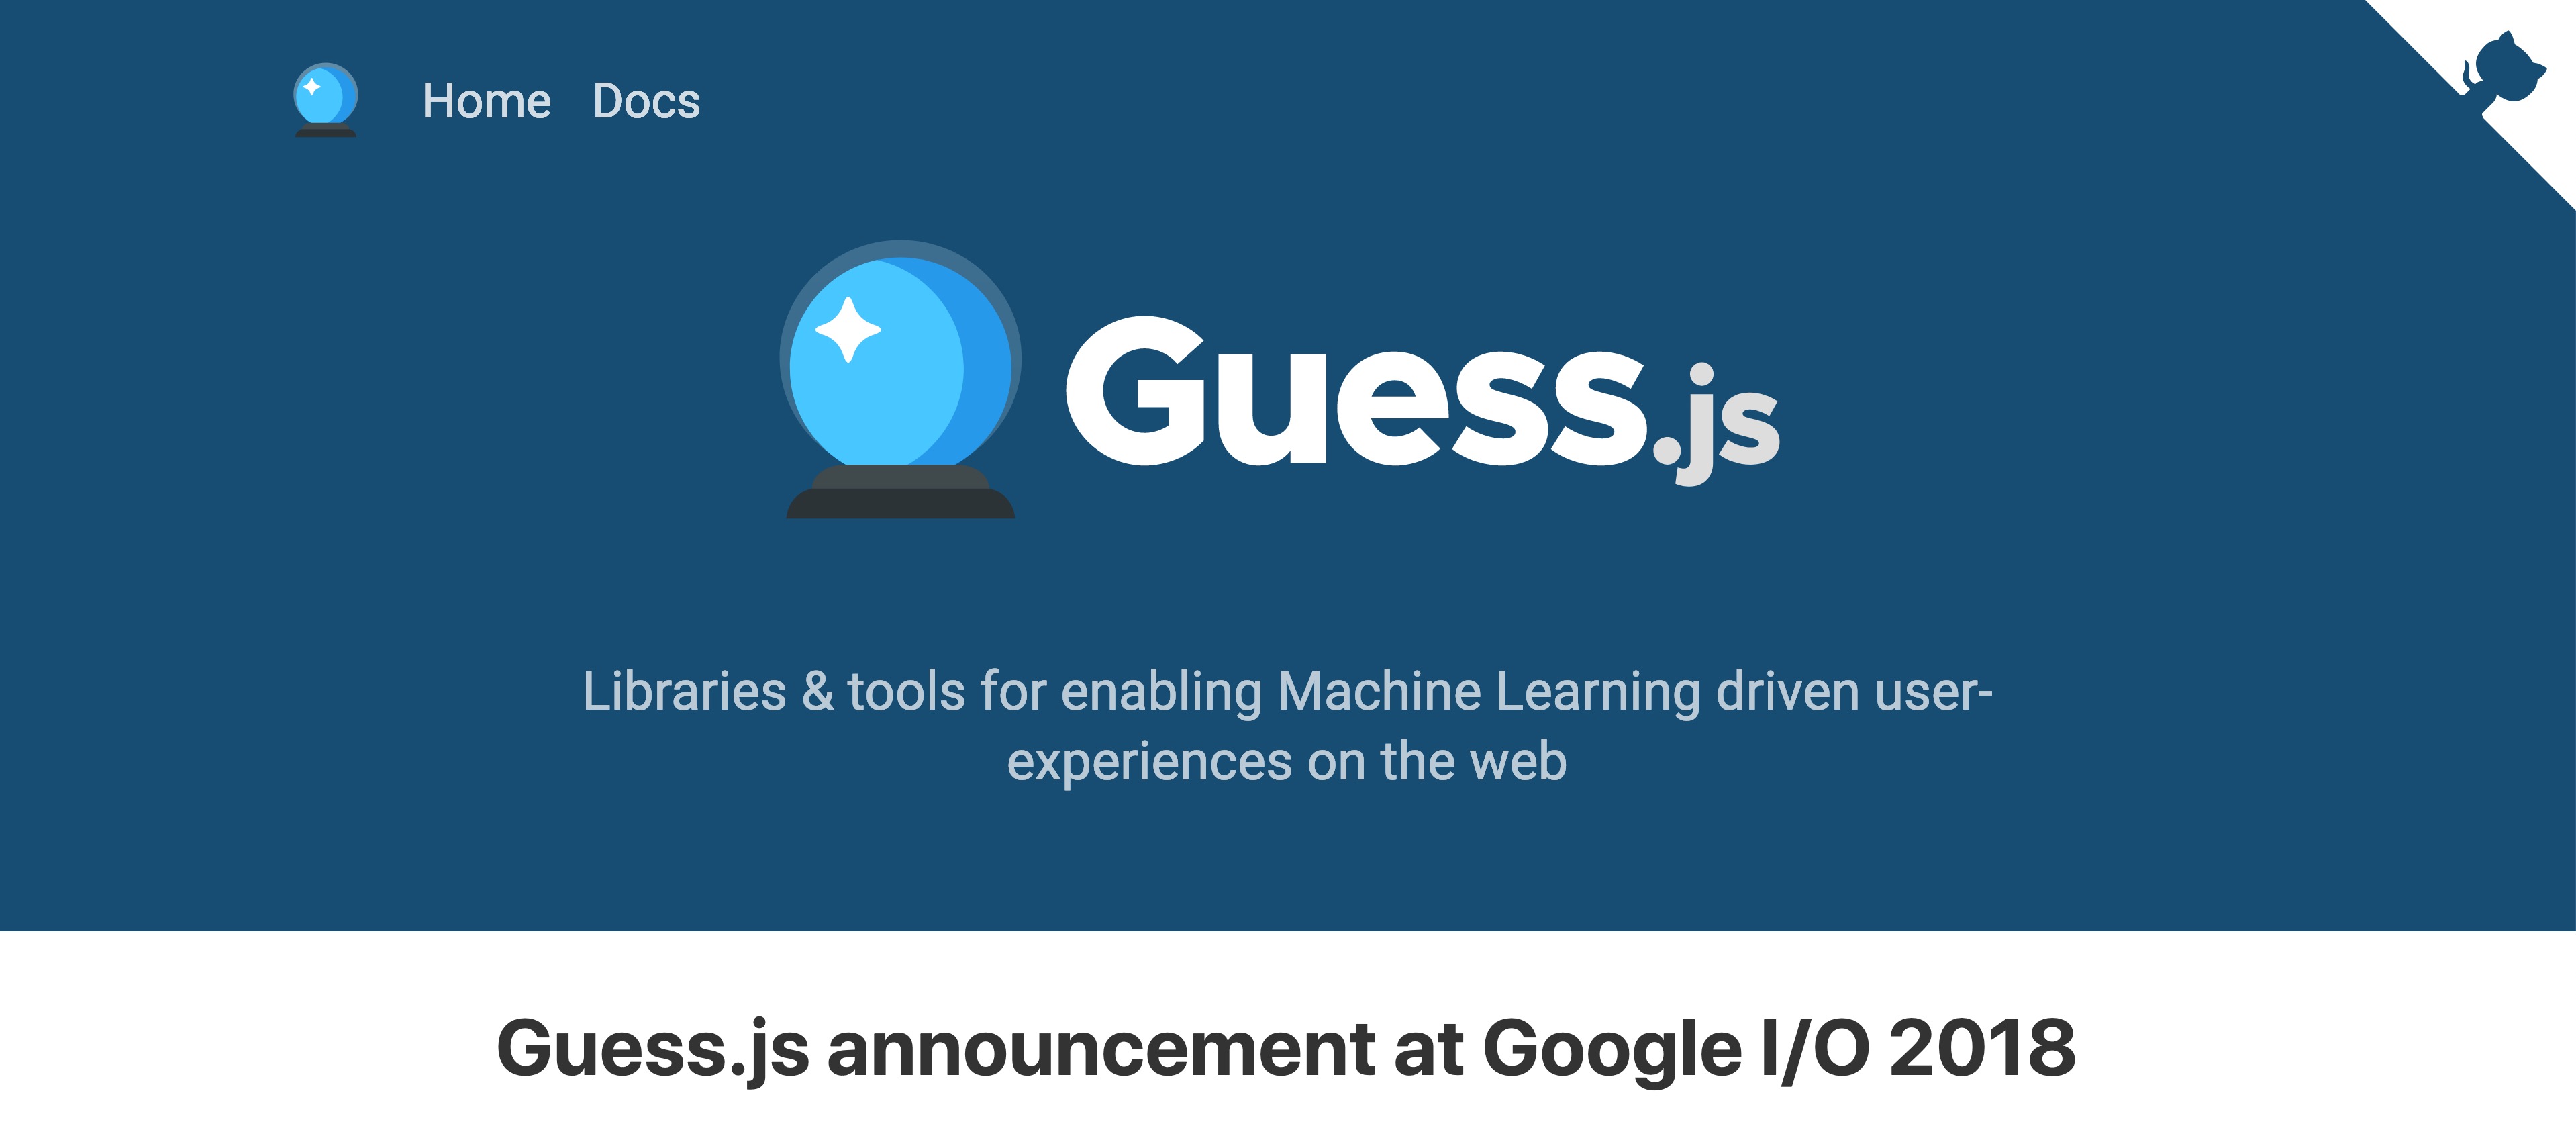 Home Docs
Guess.js
Libraries & tools for enabling Machine Learning driven user-
experiences on the web
Guess.js announcement at Google I/O 2018